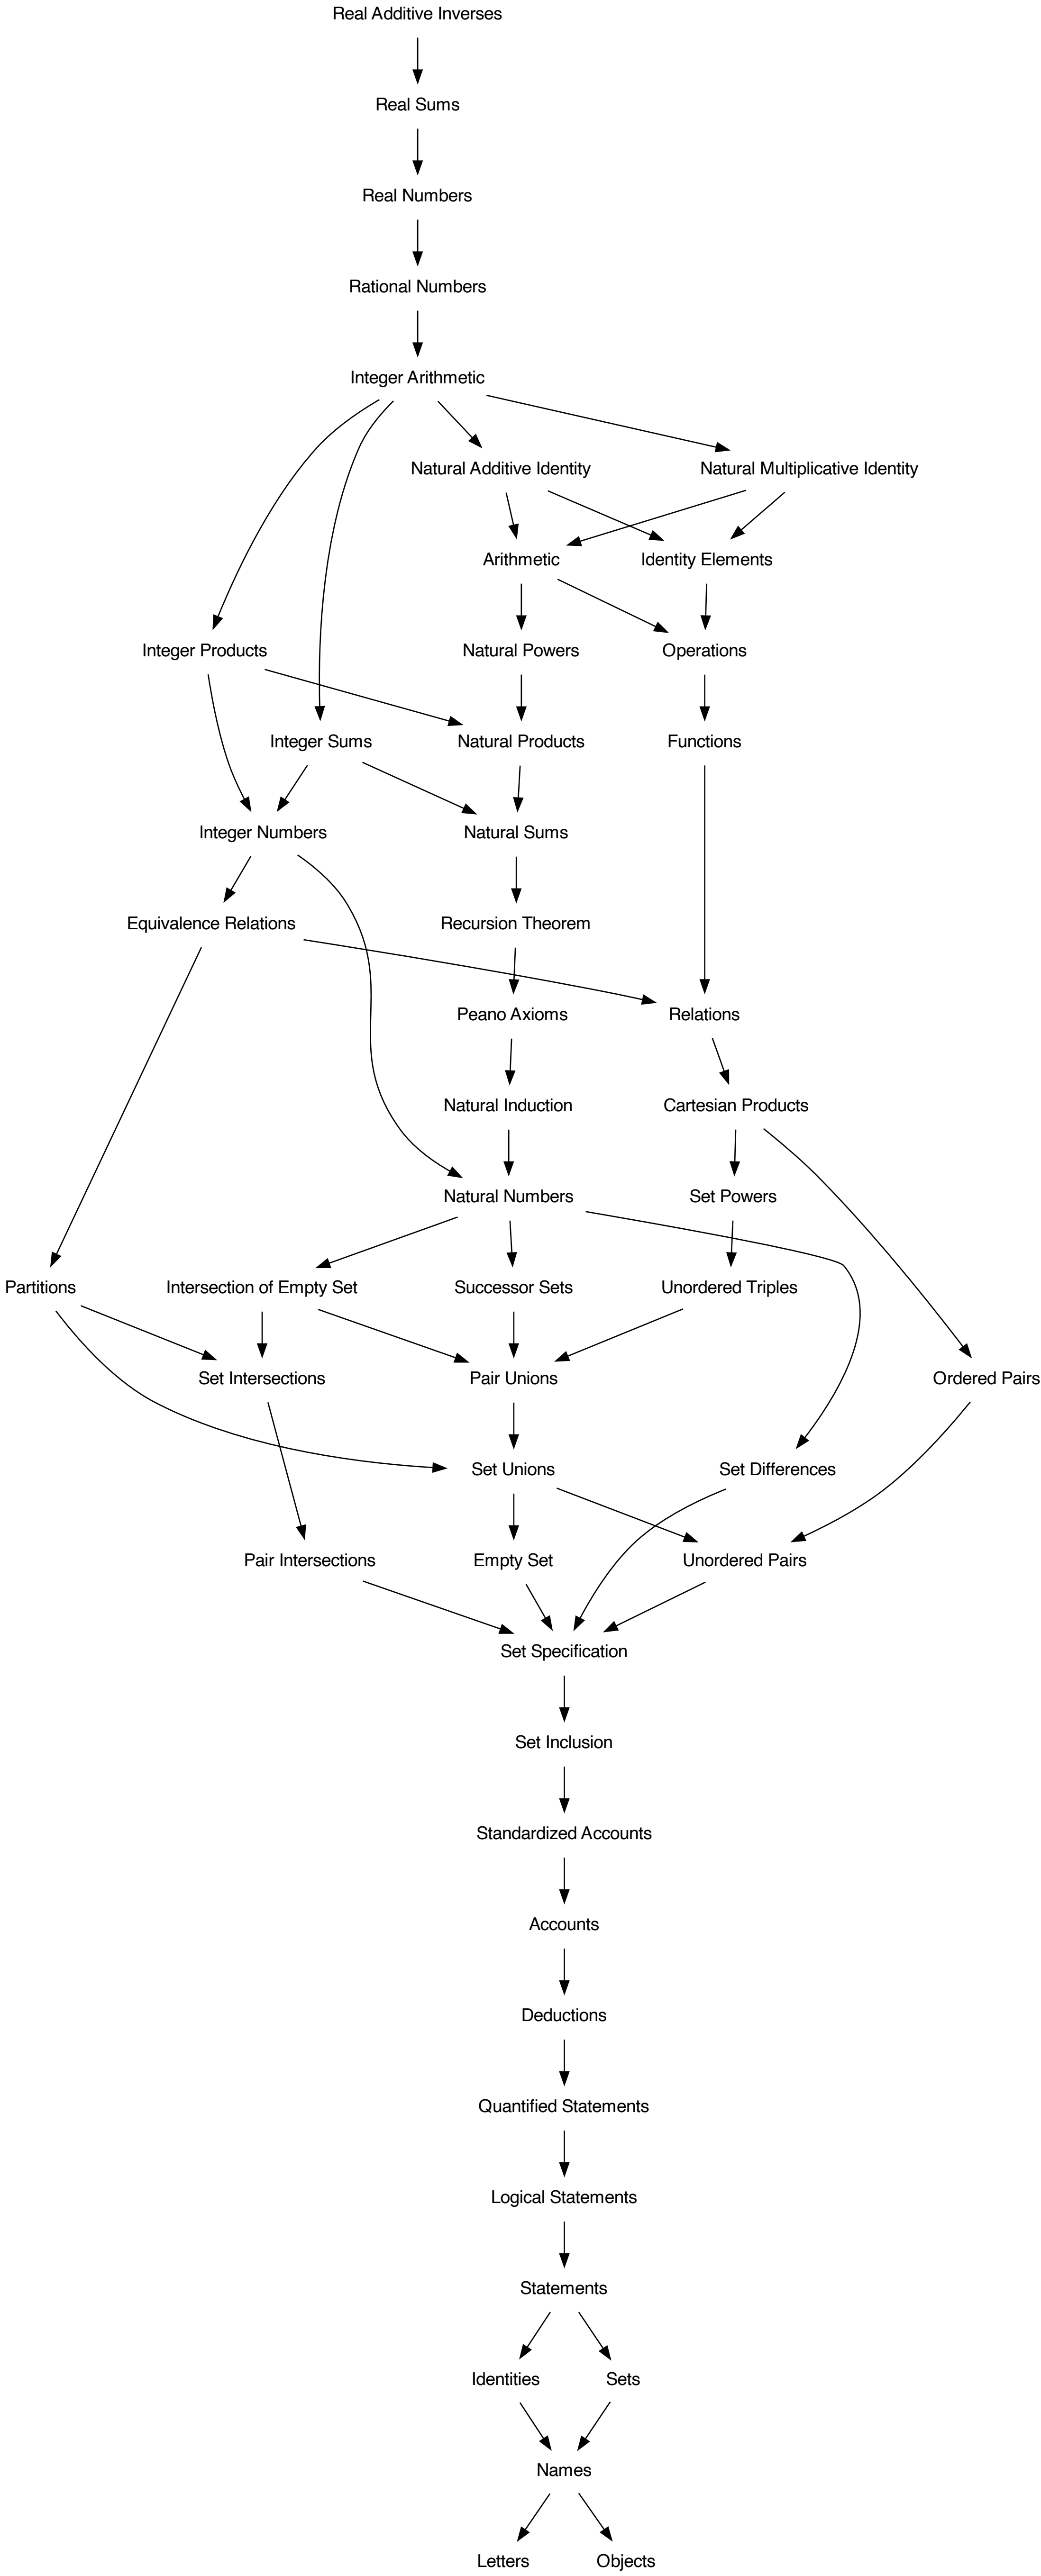 Real Additive Inverses
Real Sums
Real Numbers
Rational Numbers
Integer Arithmetic
Natural Additive Identity
Natural Multiplicative Identity
Arithmetic
Identity Elements
Integer Products
Natural Powers
Operations
Integer Sums
Natural Products
Functions
Integer Numbers
Natural Sums
Equivalence Relations
Recursion Theorem
Peano Axioms
Relations
Natural Induction
Cartesian Products
Natural Numbers
Set Powers
Partitions
Intersection of Empty Set
Successor Sets
Unordered Triples
Set Intersections
Pair Unions
Ordered Pairs
Set Unions
Set Differences
Pair Intersections
Empty Set
Unordered Pairs
Set Specification
Set Inclusion
Standardized Accounts
Accounts
Deductions
Quantified Statements
Logical Statements
Statements
Identities
Sets
Names
Letters
Objects